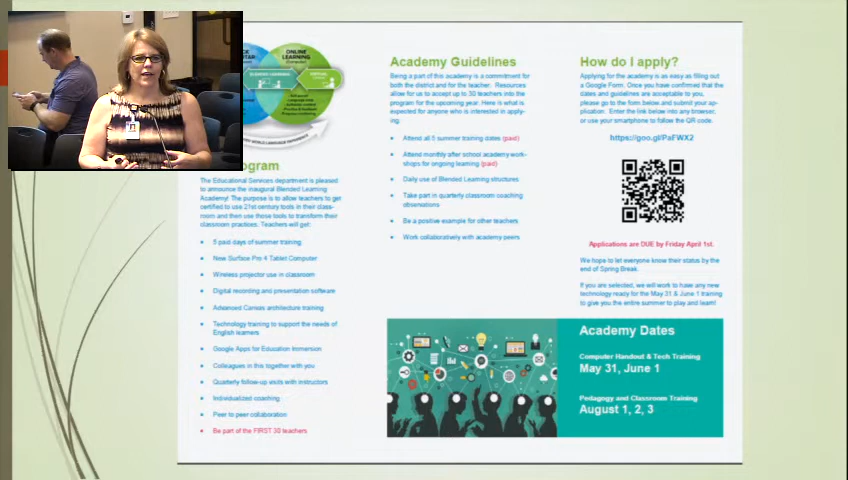 ONLINE
LEARNING
BLENDED LEARNING
VIRTUAL
The Educational Services department is pleased
to announce the inaugural Blended Learning
Academy! The purpose is to allow teachers to get
certified to use 21st century tools in their class-
room and then use those tools to transform their
classroom practices. Teachers will get:
5 paid days of summer training
New Surface Pro 4 Tablet Computer
Wireless projector use in classroom
Digital recording and presentation software
Advanced Canvas architecture training
Technology training to support the needs of
English learners
Google Apps for Education Immersion
Colleagues in this together with you
Quarterly follow-up visits with instructors
Individualized coaching
Peer to peer collaboration
Be part of the FIRST 30 teachers
Academy Guidelines
Being a part of this academy is a commitment for
both the district and for the teacher. Resources
allow for us to accept up to 30 teachers into the
program for the upcoming year. Here is what is
expected for anyone who is interested in apply-
ing.
Attend all 5 summer training dates (paid)
Attend monthly after school academy work-
shops for ongoing learning (paid)
Daily use of Blended Learning structures
Take part in quarterly classroom coaching
observations
Be a positive example for other teachers
Work collaboratively with academy peers
How do I apply?
Applying for the academy is as easy as filling out
a Google Form. Once you have confirmed that the
dates and guidelines are acceptable to you,
please go to the form below and submit your ap-
plication. Enter the link below into any browser,
or use your smartphone to follow the QR code.
https://goo.gl/PaFWX2
Applications are DUE by Friday April 1st.
We hope to let everyone know their status by the
end of Spring Break.
If you are selected, we will work to have any new
technology ready for the May 31 & June 1 training
to give you the entire summer to play and learn!
Academy Dates
Computer Handout & Tech Training
May 31, June 1
Pedagogy and Classroom Training
August 1, 2, 3